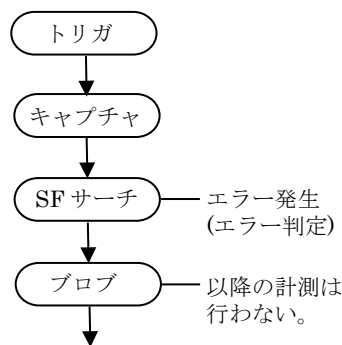 トリガ
キャプチャ
SF サーチ
エラー発生
(エラー判定)
ブロブ
以降の計測は
行わない。